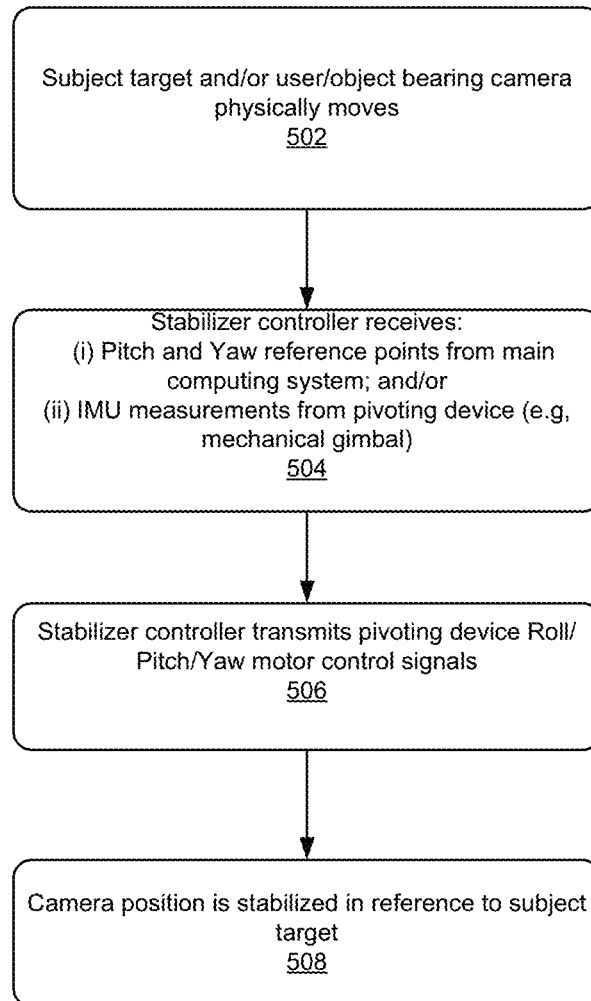 Subject target and/or user/object bearing camera
physically moves
502
Stabilizer controller receives:
(i) Pitch and Yaw reference points from main
computing system; and/or
(ii) IMU measurements from pivoting device (e.g,
mechanical gimbal)
504
Stabilizer controller transmits pivoting device Roll/
Pitch/Yaw motor control signals
506
Camera position is stabilized in reference to subject
target
508